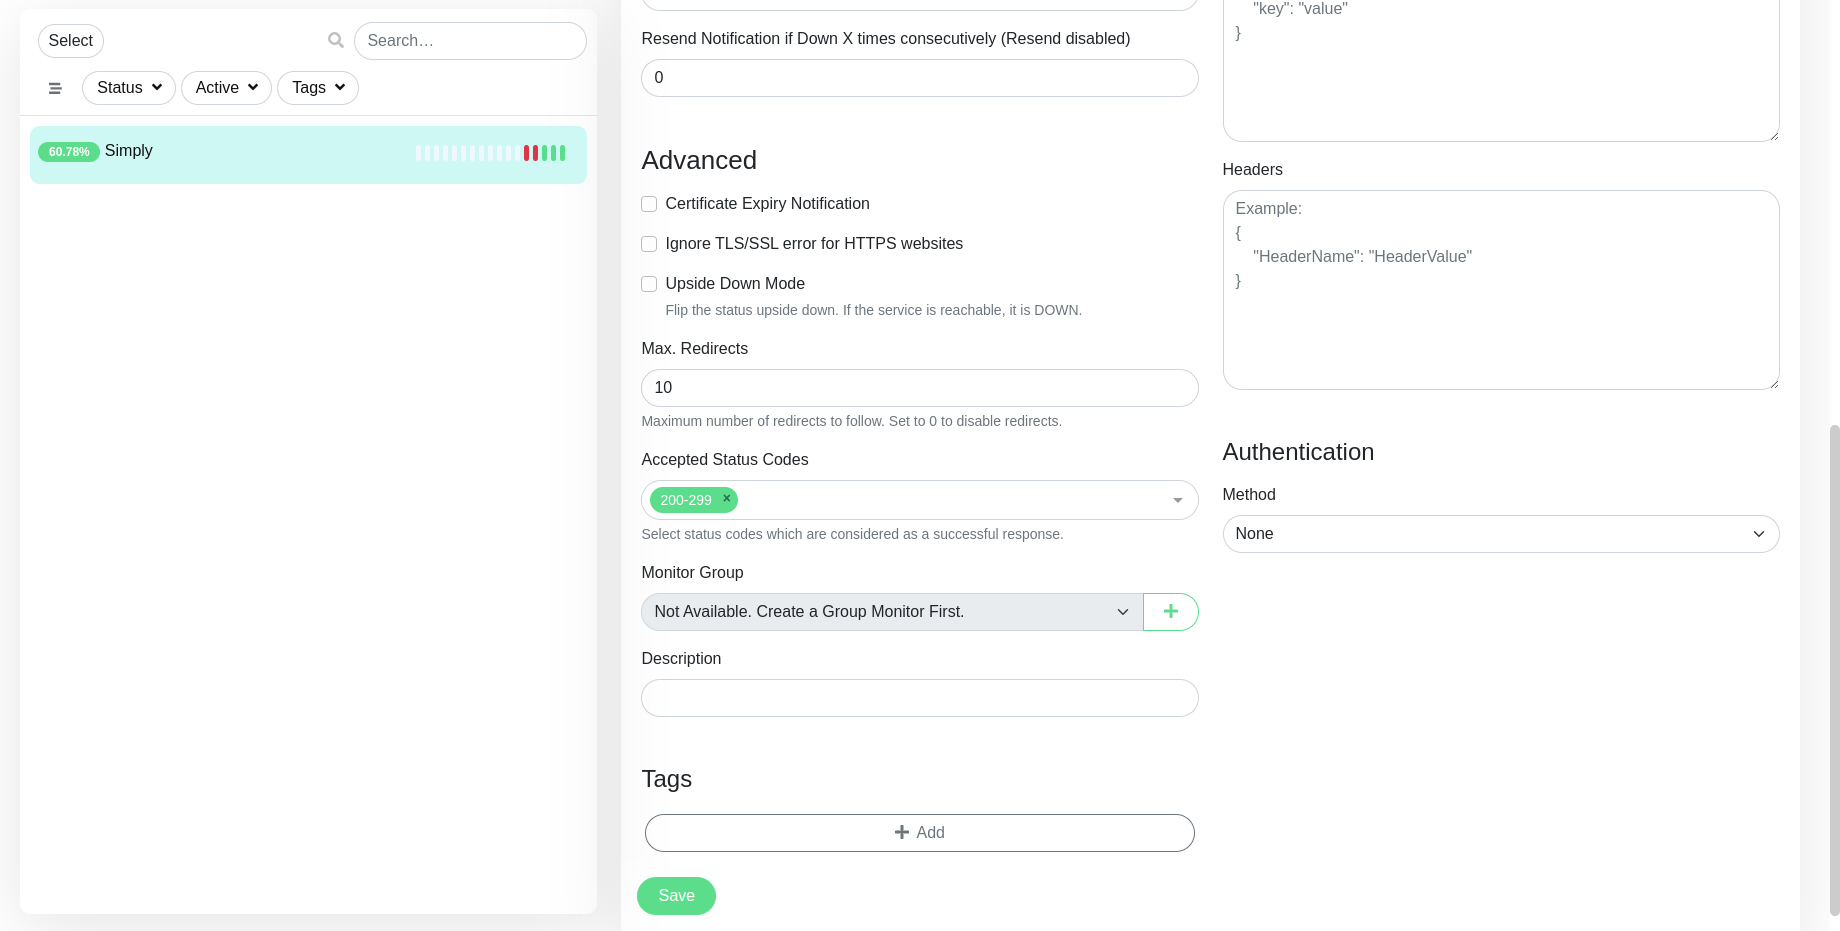 Select
Search…
Status
Active
Tags
60.78%
Simply
Resend Notification if Down X times consecutively (Resend disabled)
0
Advanced
Certificate Expiry Notification
Ignore TLS/SSL error for HTTPS websites
Upside Down Mode
Flip the status upside down. If the service is reachable, it is DOWN.
Max. Redirects
10
Maximum number of redirects to follow. Set to 0 to disable redirects.
Accepted Status Codes
200-299 ×
Select status codes which are considered as a successful response.
Monitor Group
Not Available. Create a Group Monitor First.
Description
Tags
Add
Save
"key": "value"
}
Headers
Example:
{
"HeaderName": "HeaderValue"
}
Authentication
Method
None